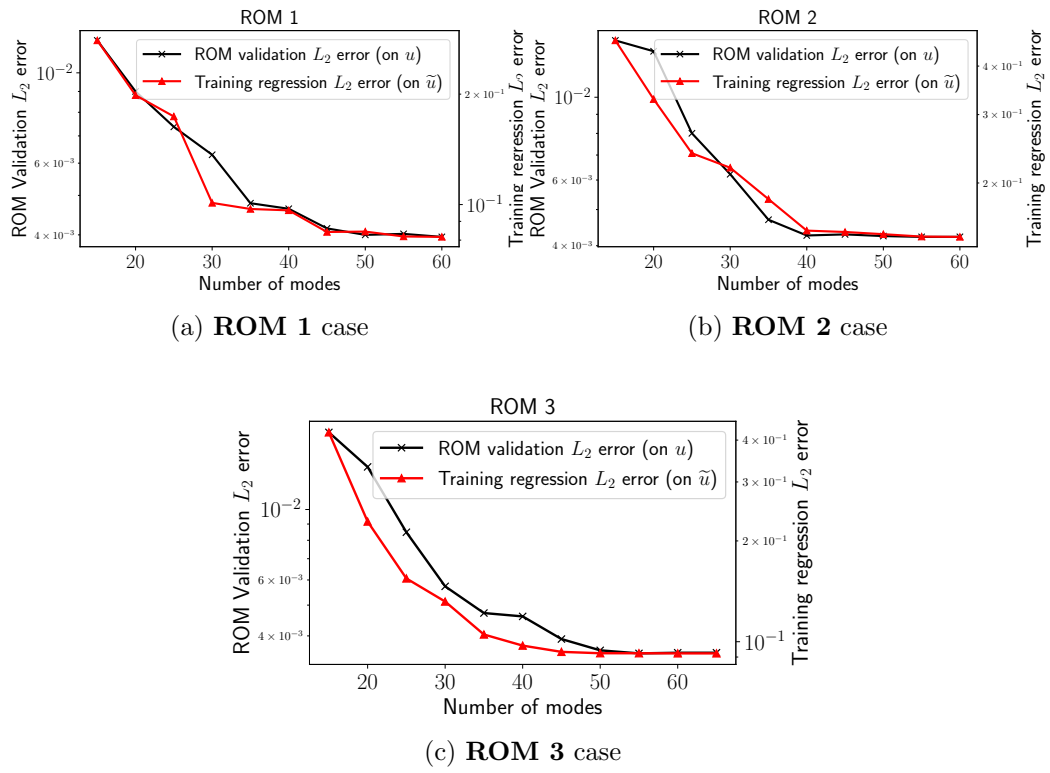 ROM 1
ROM Validation L₂ error
10⁻²
6 × 10⁻³
4 × 10⁻³
ROM validation L₂ error (on u)
Training regression L₂ error (on ũ)
2 × 10⁻¹
10⁻¹
Training regression L₂ error
20 30 40 50 60
Number of modes
(a) ROM 1 case
ROM 2
ROM Validation L₂ error
10⁻²
6 × 10⁻³
4 × 10⁻³
ROM validation L₂ error (on u)
Training regression L₂ error (on ũ)
4 × 10⁻¹
3 × 10⁻¹
2 × 10⁻¹
Training regression L₂ error
20 30 40 50 60
Number of modes
(b) ROM 2 case
ROM 3
ROM Validation L₂ error
10⁻²
6 × 10⁻³
4 × 10⁻³
ROM validation L₂ error (on u)
Training regression L₂ error (on ũ)
4 × 10⁻¹
3 × 10⁻¹
2 × 10⁻¹
10⁻¹
Training regression L₂ error
20 30 40 50 60
Number of modes
(c) ROM 3 case